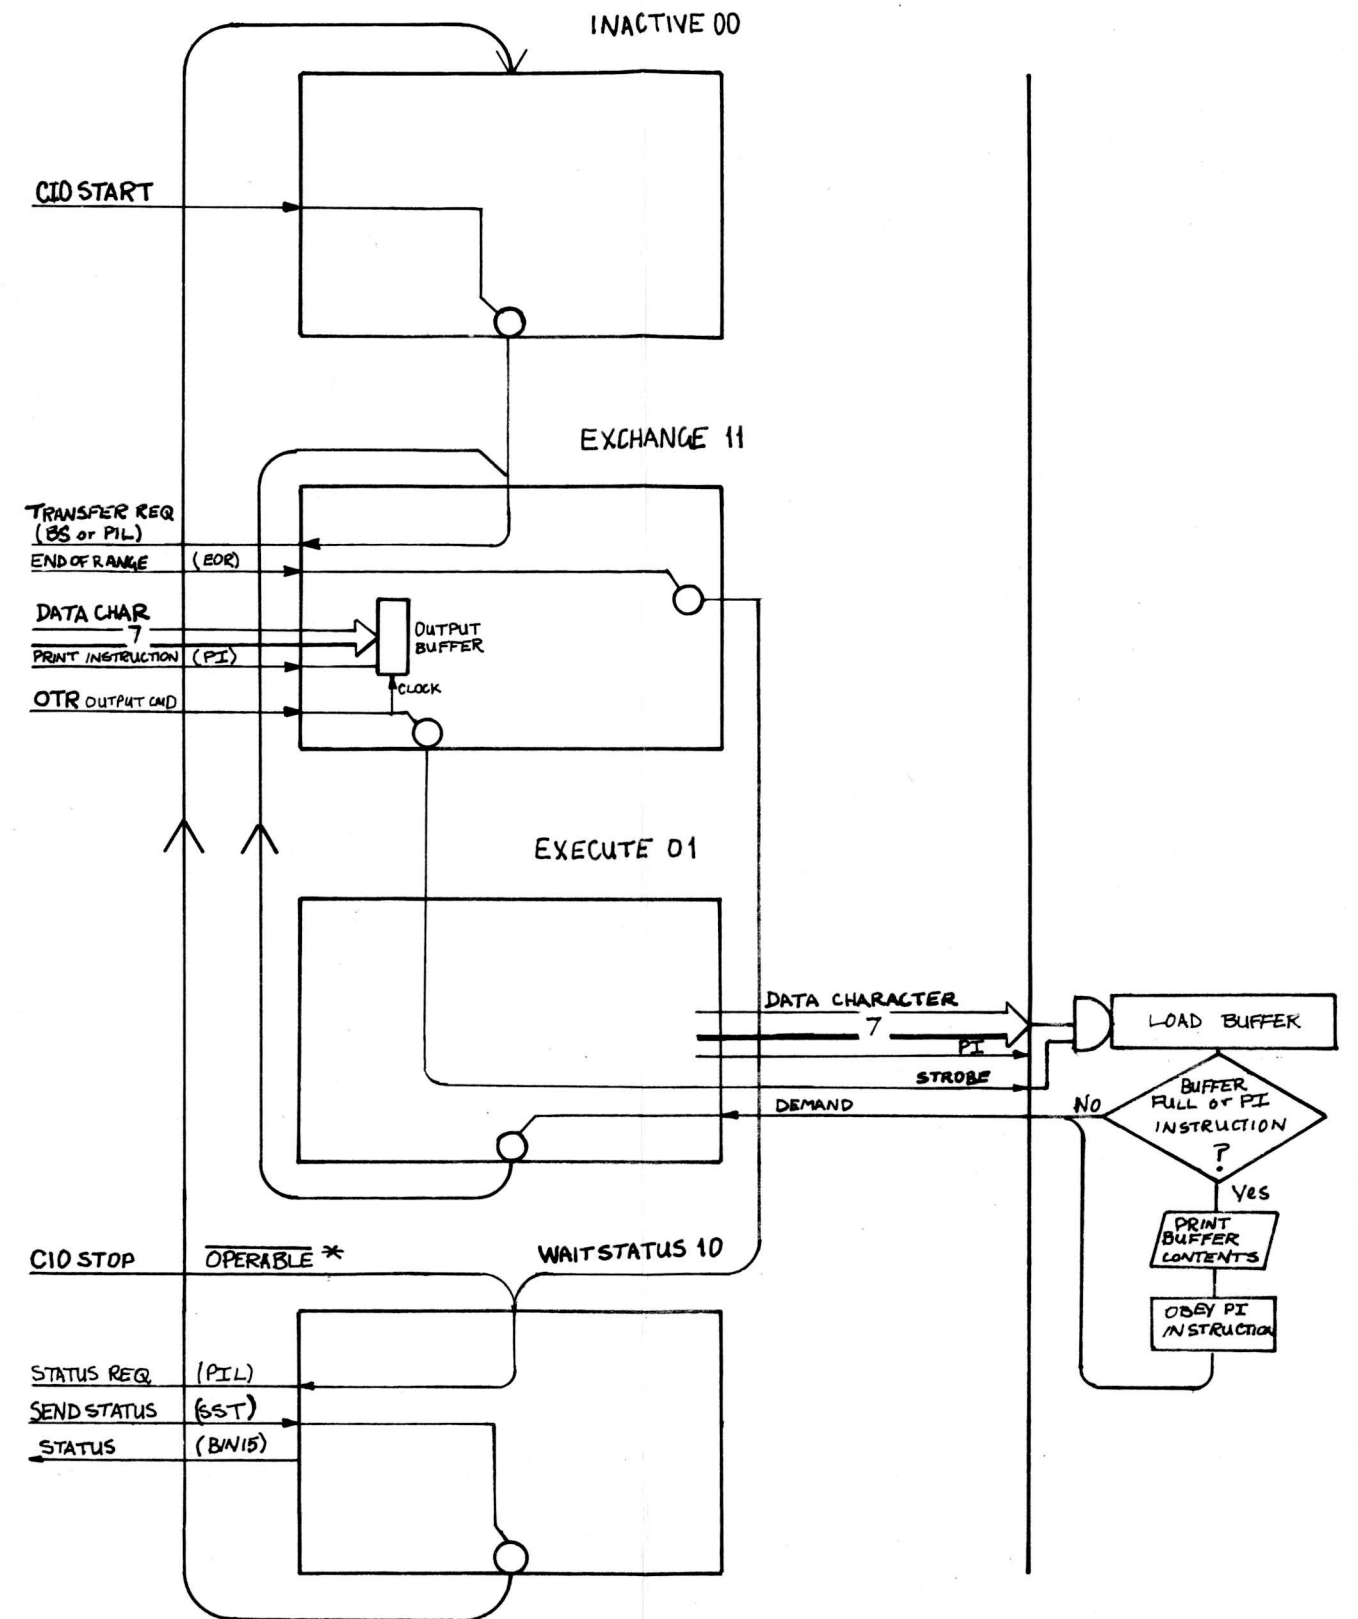 INACTIVE 00
CIO START
EXCHANGE 11
TRANSFER REQ
(BS or PIL)
END OF RANGE (EOR)
DATA CHAR
7
OUTPUT
BUFFER
PRINT INSTRUCTION (PI)
CLOCK
OTR OUTPUT CMD
EXECUTE 01
DATA CHARACTER
7
PI
STROBE
DEMAND
LOAD BUFFER
BUFFER
FULL or PI
INSTRUCTION
?
No
Yes
PRINT
BUFFER
CONTENTS
OBEY PI
INSTRUCTION
CIO STOP OPERABLE * WAIT STATUS 10
STATUS REQ (PIL)
SEND STATUS (SST)
STATUS (BIN15)